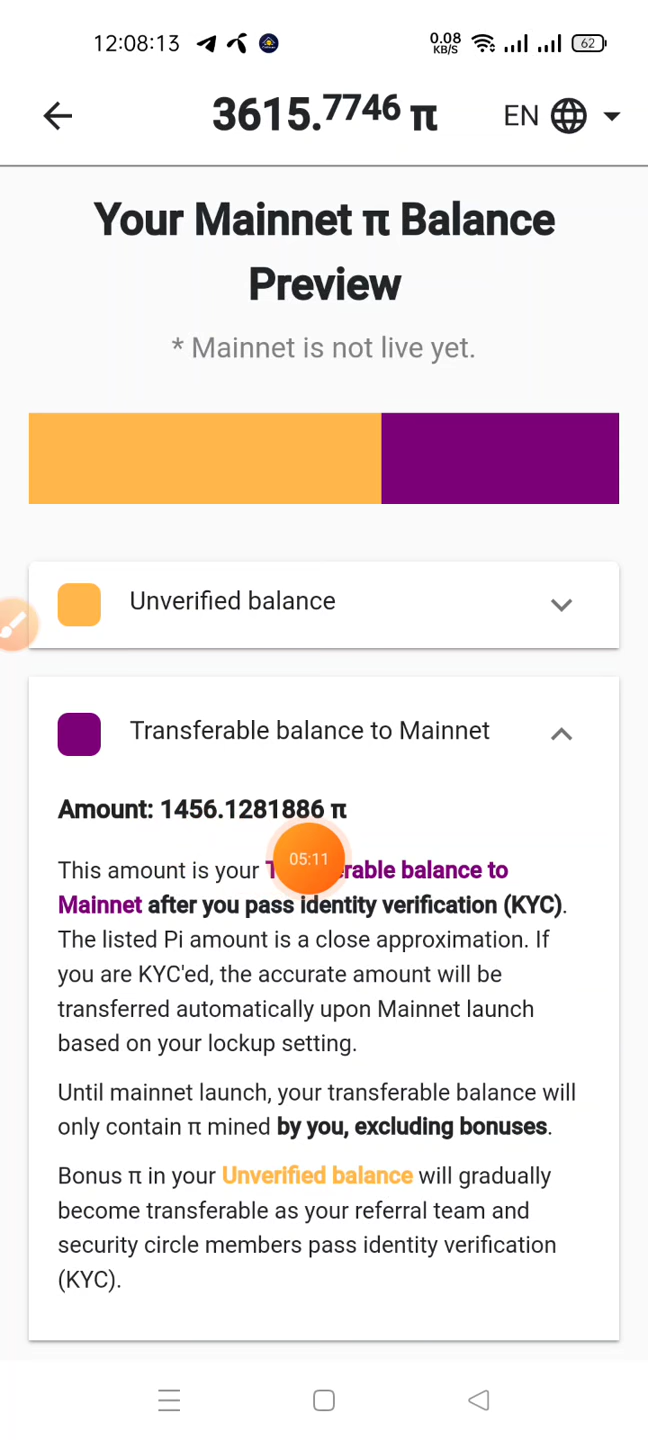 12:08:13 0.08 KB/S 62
3615.7746 π EN
Your Mainnet π Balance
Preview
* Mainnet is not live yet.
Unverified balance
Transferable balance to Mainnet
Amount: 1456.1281886 π
This amount is your rable balance to
05:11
Mainnet after you pass identity verification (KYC).
The listed Pi amount is a close approximation. If
you are KYC'ed, the accurate amount will be
transferred automatically upon Mainnet launch
based on your lockup setting.
Until mainnet launch, your transferable balance will
only contain π mined by you, excluding bonuses.
Bonus π in your Unverified balance will gradually
become transferable as your referral team and
security circle members pass identity verification
(KYC).